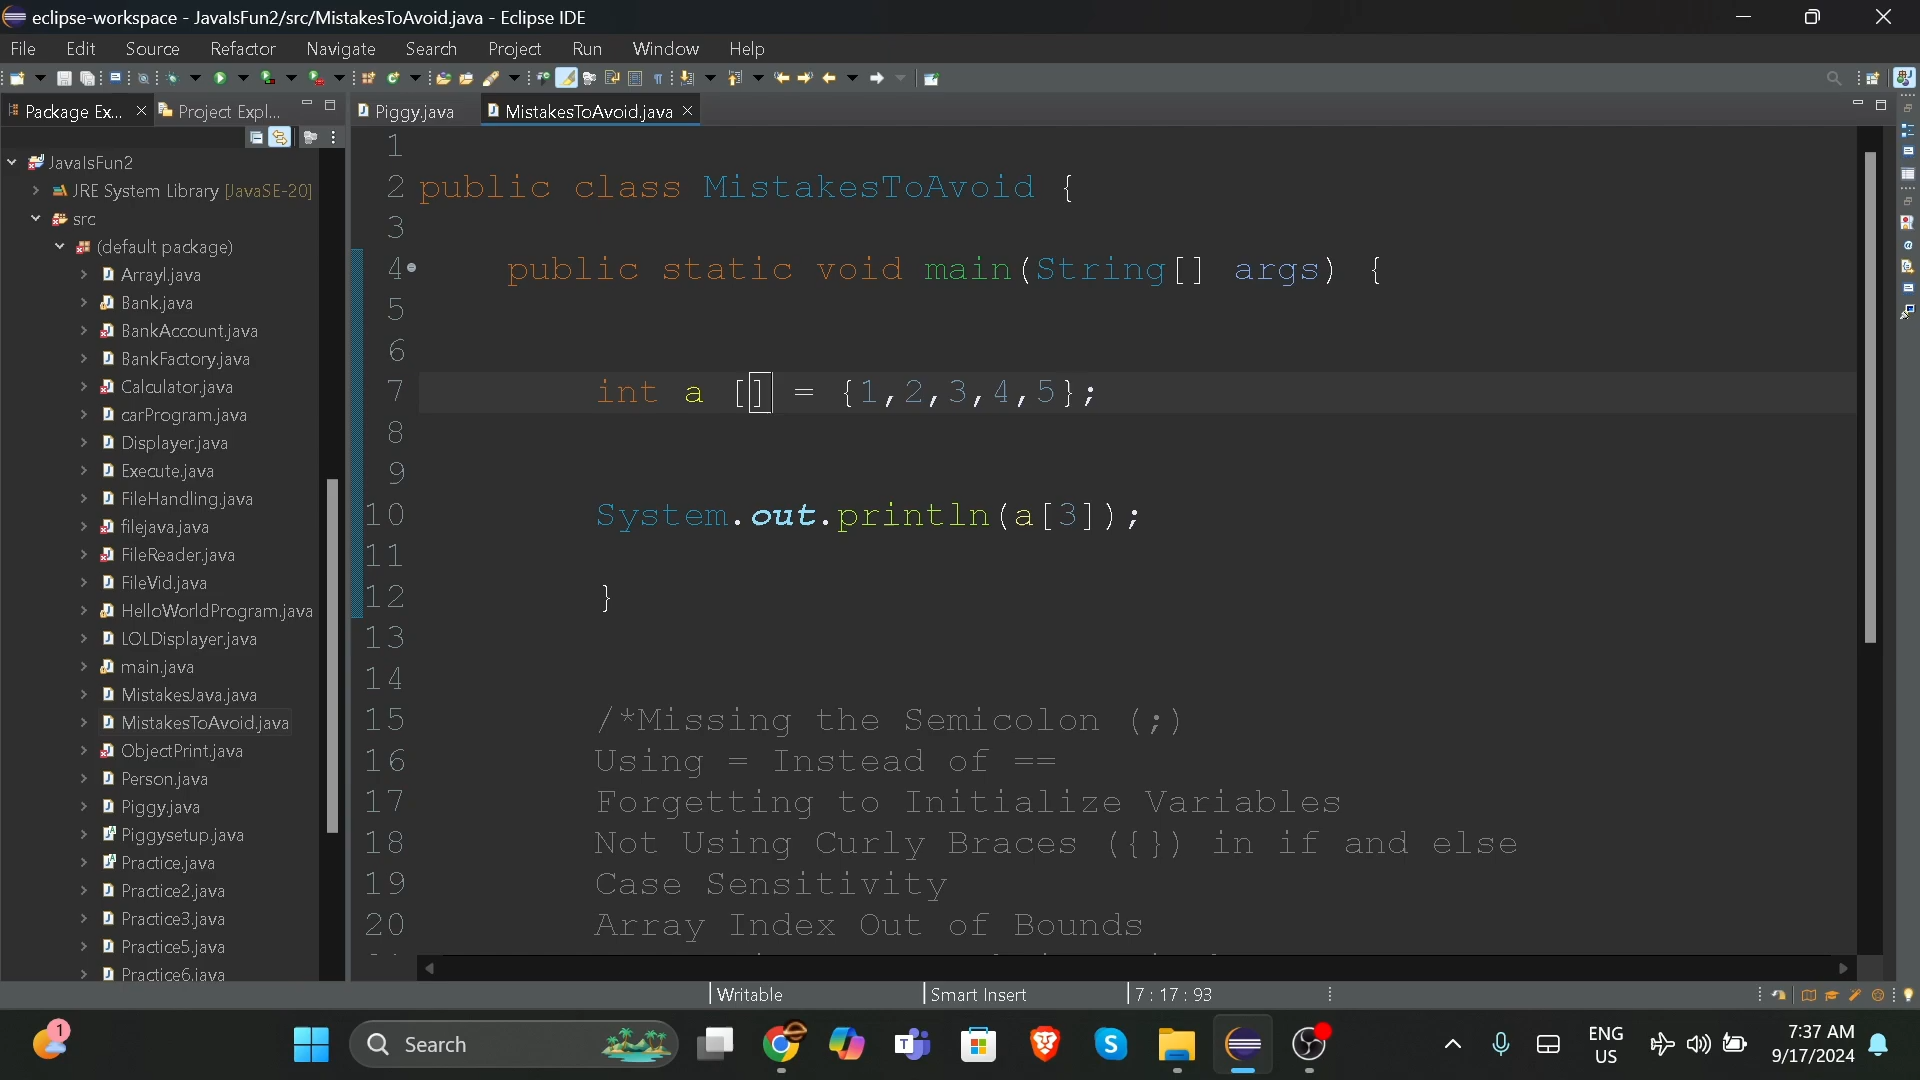 eclipse-workspace - JavaIsFun2/src/MistakesToAvoid.java - Eclipse IDE
File Edit Source Refactor Navigate Search Project Run Window Help
Package Ex... Project Expl... Piggy.java MistakesToAvoid.java
JavaIsFun2
JRE System Library [JavaSE-20]
src
(default package)
ArrayI.java
Bank.java
BankAccount.java
BankFactory.java
Calculator.java
carProgram.java
Displayer.java
Execute.java
FileHandling.java
filejava.java
FileReader.java
FileVid.java
HelloWorldProgram.java
LOLDisplayer.java
main.java
MistakesJava.java
MistakesToAvoid.java
ObjectPrint.java
Person.java
Piggy.java
Piggysetup.java
Practice.java
Practice2.java
Practice3.java
Practice5.java
Practice6.java
1
2 public class MistakesToAvoid {
3
4 public static void main(String[] args) {
5
6
7 int a [] = {1,2,3,4,5};
8
9
10 System.out.println(a[3]);
11
12 }
13
14
15 /*Missing the Semicolon (;)
16 Using = Instead of ==
17 Forgetting to Initialize Variables
18 Not Using Curly Braces ({}) in if and else
19 Case Sensitivity
20 Array Index Out of Bounds
Writable Smart Insert 7 : 17 : 93
1 Search ENG US 7:37 AM
9/17/2024